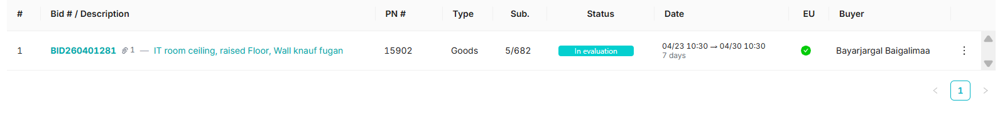 # Bid # / Description PN # Type Sub. Status Date EU Buyer
1 BID260401281 1 — IT room ceiling, raised Floor, Wall knauf fugan 15902 Goods 5/682 In evaluation 04/23 10:30 → 04/30 10:30 Bayarjargal Baigalimaa
7 days
1